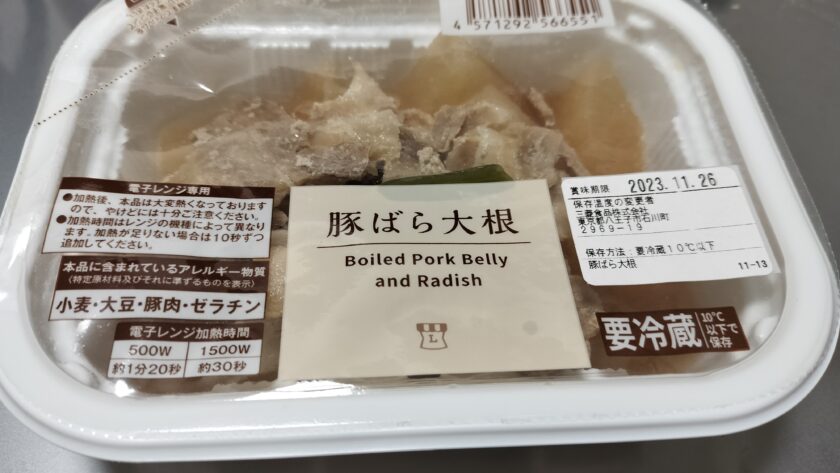 4 571292 566551
電子レンジ専用
●加熱後、本品は大変熱くなっております
ので、やけどには十分ご注意ください。
●加熱時間はレンジの機種によって異なり
ます。加熱が足りない場合は10秒ずつ
追加してください。
本品に含まれているアレルギー物質
(特定原材料及びそれに準ずるものを表示)
小麦・大豆・豚肉・ゼラチン
電子レンジ加熱時間
500W 1500W
約1分20秒 約30秒
豚ばら大根
Boiled Pork Belly
and Radish
L
賞味期限 2023.11.26
保存温度の変更者
三菱食品株式会社
東京都八王子市石川町
2969-19
保存方法:要冷蔵10℃以下
豚ばら大根 11-13
要冷蔵 10℃以下で保存